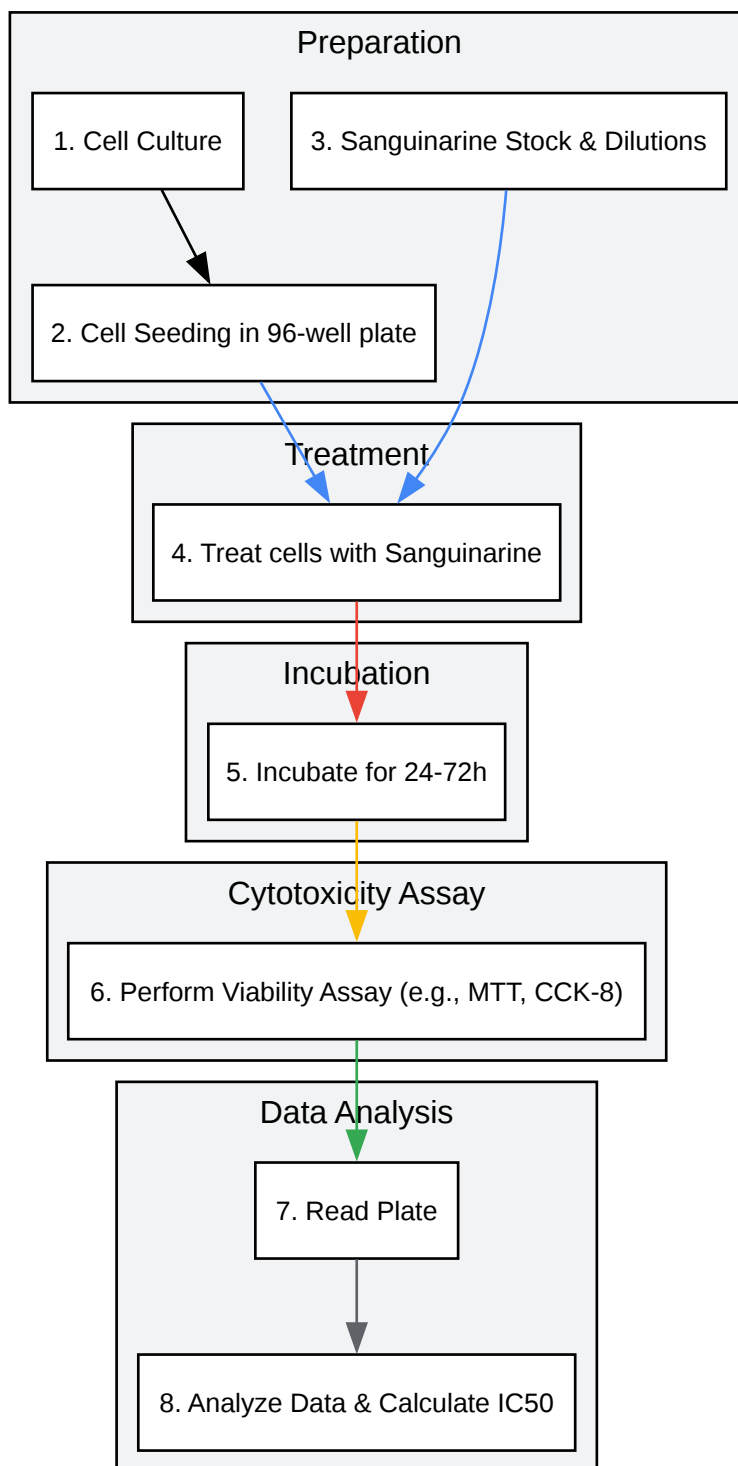 Preparation
1. Cell Culture
3. Sanguinarine Stock & Dilutions
2. Cell Seeding in 96-well plate
Treatment
4. Treat cells with Sanguinarine
Incubation
5. Incubate for 24-72h
Cytotoxicity Assay
6. Perform Viability Assay (e.g., MTT, CCK-8)
Data Analysis
7. Read Plate
8. Analyze Data & Calculate IC50